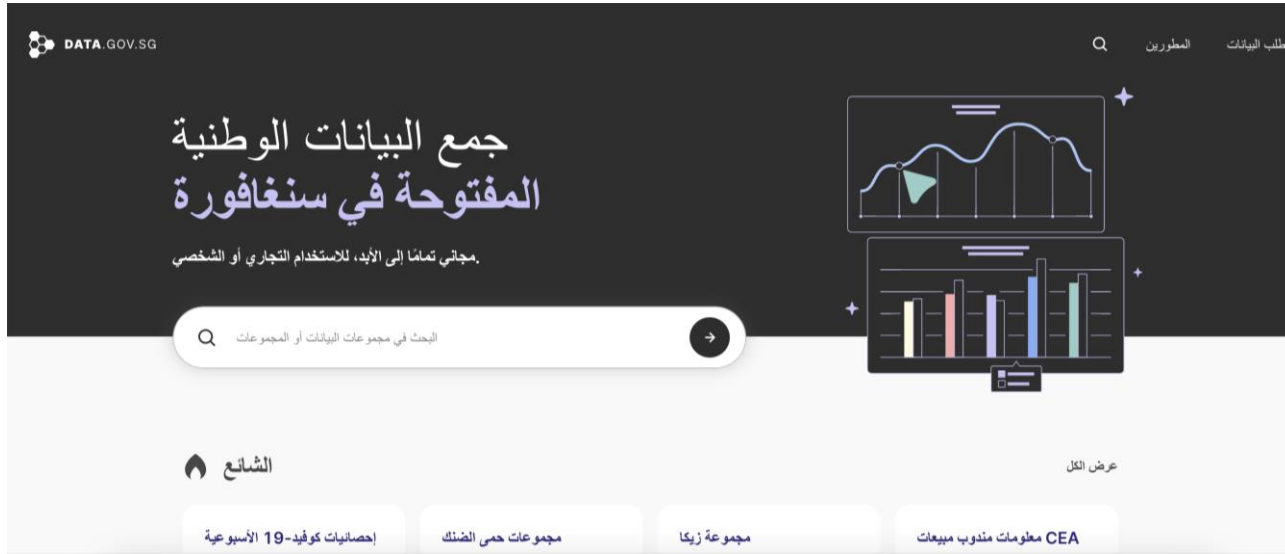 DATA.GOV.SG
المطورين
طلب البيانات
جمع البيانات الوطنية
المفتوحة في سنغافورة
مجاني تمامًا إلى الأبد، للاستخدام التجاري أو الشخصي.
البحث في مجموعات البيانات أو المجموعات
الشائع
عرض الكل
إحصائيات كوفيد-19 الأسبوعية
مجموعات حمى الضنك
مجموعة زيكا
CEA معلومات مندوب مبيعات